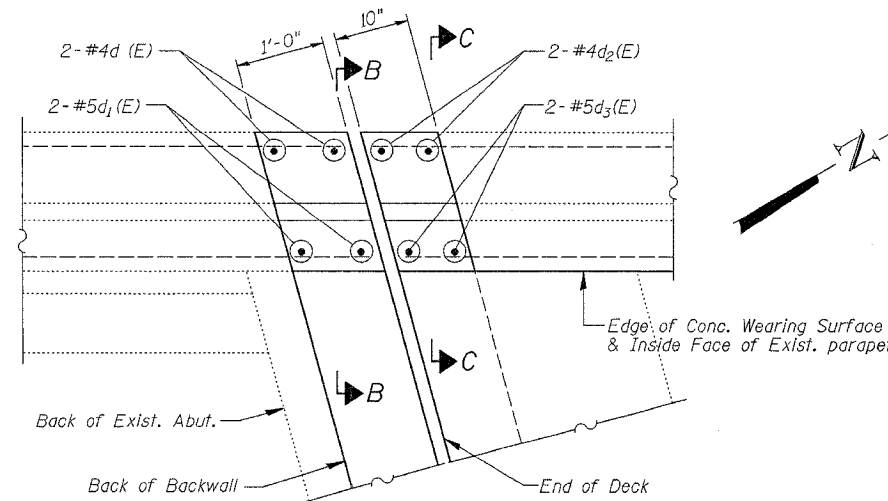 1'-0"
10"
C
B
2-#4d (E)
2-#4d2(E)
2-#5d1(E)
2-#5d3(E)
N
Edge of Conc. Wearing Surface
& Inside Face of Exist. parapet
C
B
Back of Exist. Abut.
Back of Backwall
End of Deck